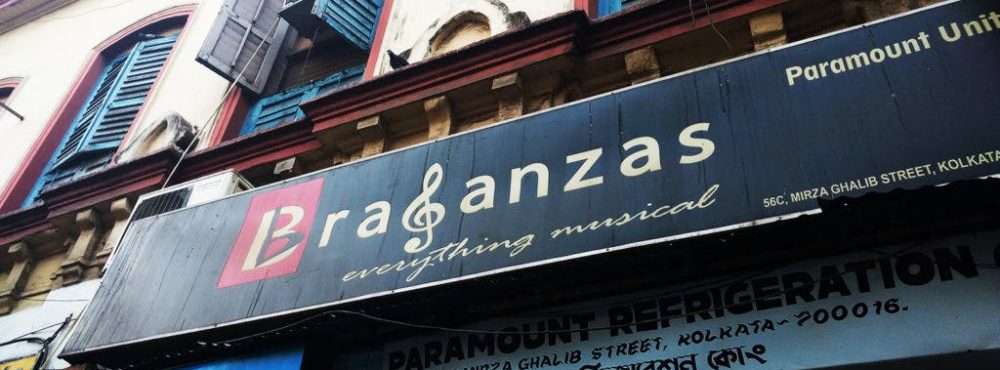 Paramount Unit
Braganzas
everything musical
56C, MIRZA GHALIB STREET, KOLKATA
PARAMOUNT REFRIGERATION
MIRZA GHALIB STREET, KOLKATA~700016.
কোং